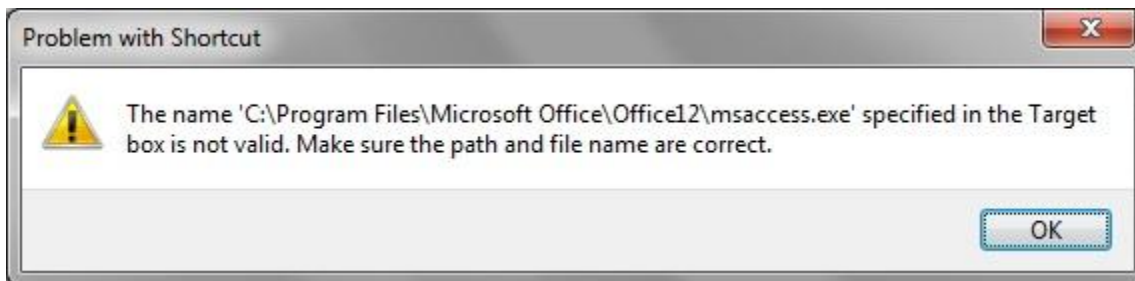 Problem with Shortcut
The name 'C:\Program Files\Microsoft Office\Office12\msaccess.exe' specified in the Target
box is not valid. Make sure the path and file name are correct.
OK